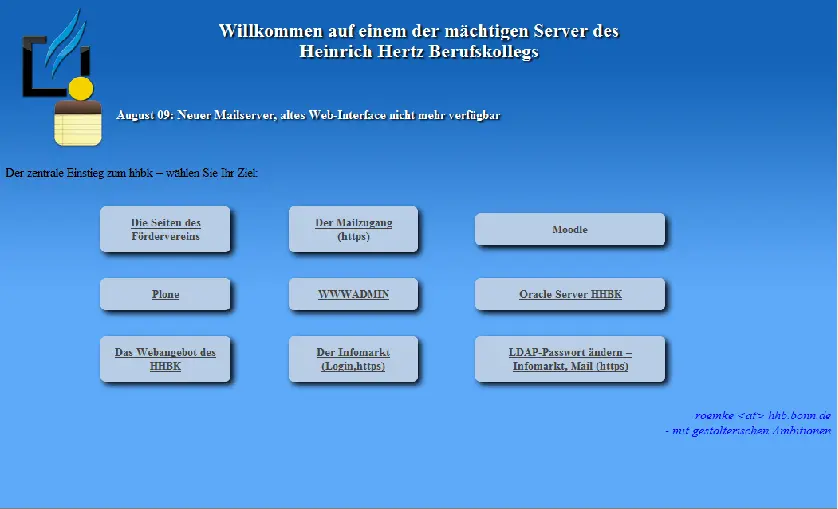 Willkommen auf einem der mächtigen Server des
Heinrich Hertz Berufskollegs
August 09: Neuer Mailserver, altes Web-Interface nicht mehr verfügbar
Der zentrale Einstieg zum hhbk – wählen Sie Ihr Ziel:
Die Seiten des
Fördervereins
Der Mailzugang
(https)
Moodle
Plone
WWWADMIN
Oracle Server HHBK
Das Webangebot des
HHBK
Der Infomarkt
(Login,https)
LDAP-Passwort ändern –
Infomarkt, Mail (https)
roemke <at> hhb.bonn.de
- mit gestalterischen Ambitionen